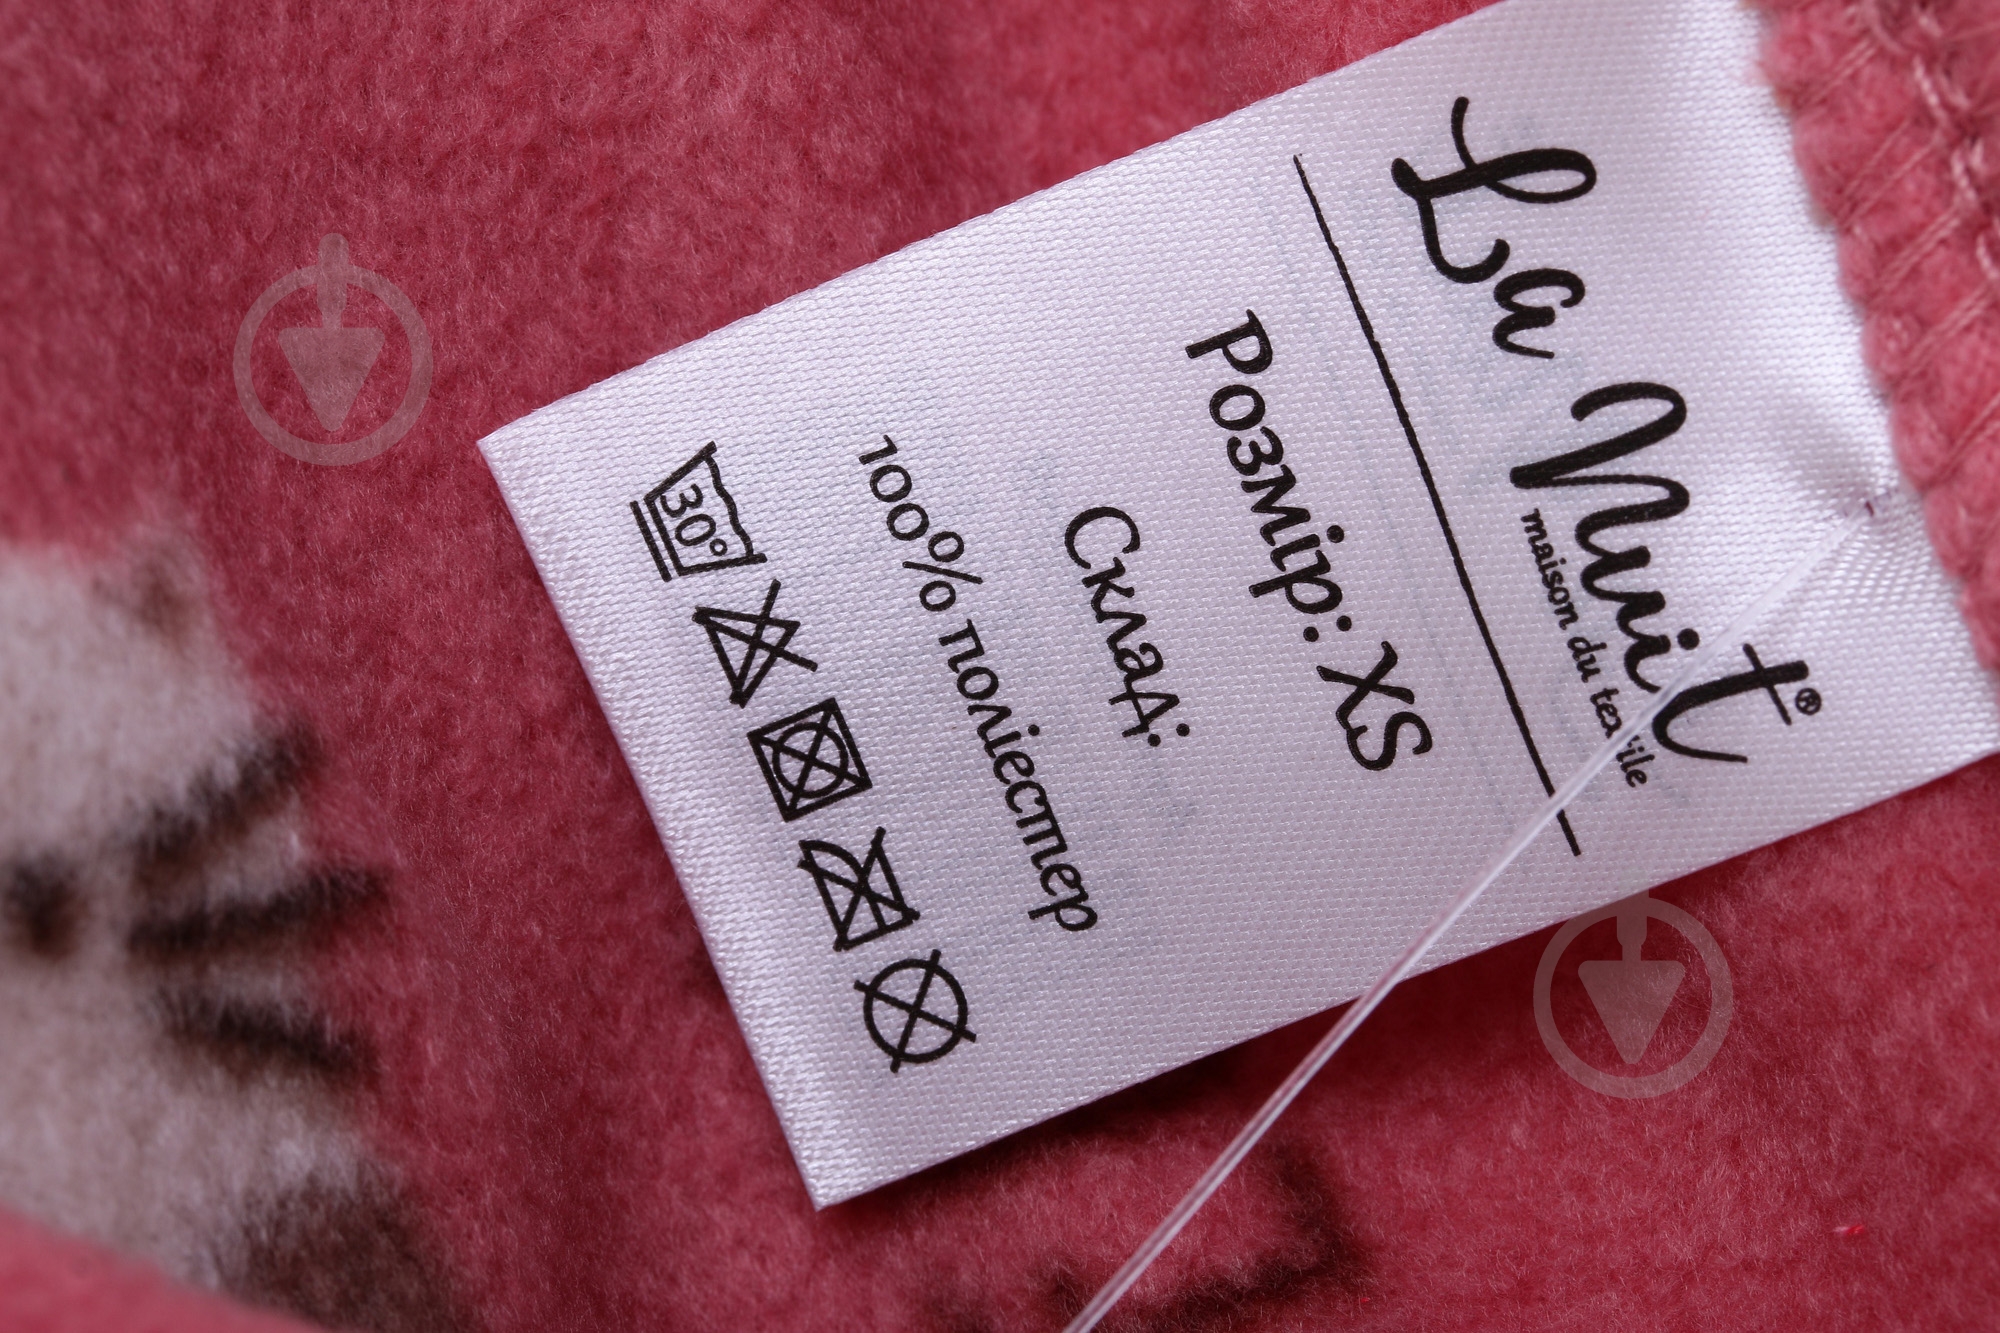 La Nuit®
maison du textile
Розмір: XS
Склад:
100% поліестер
30°